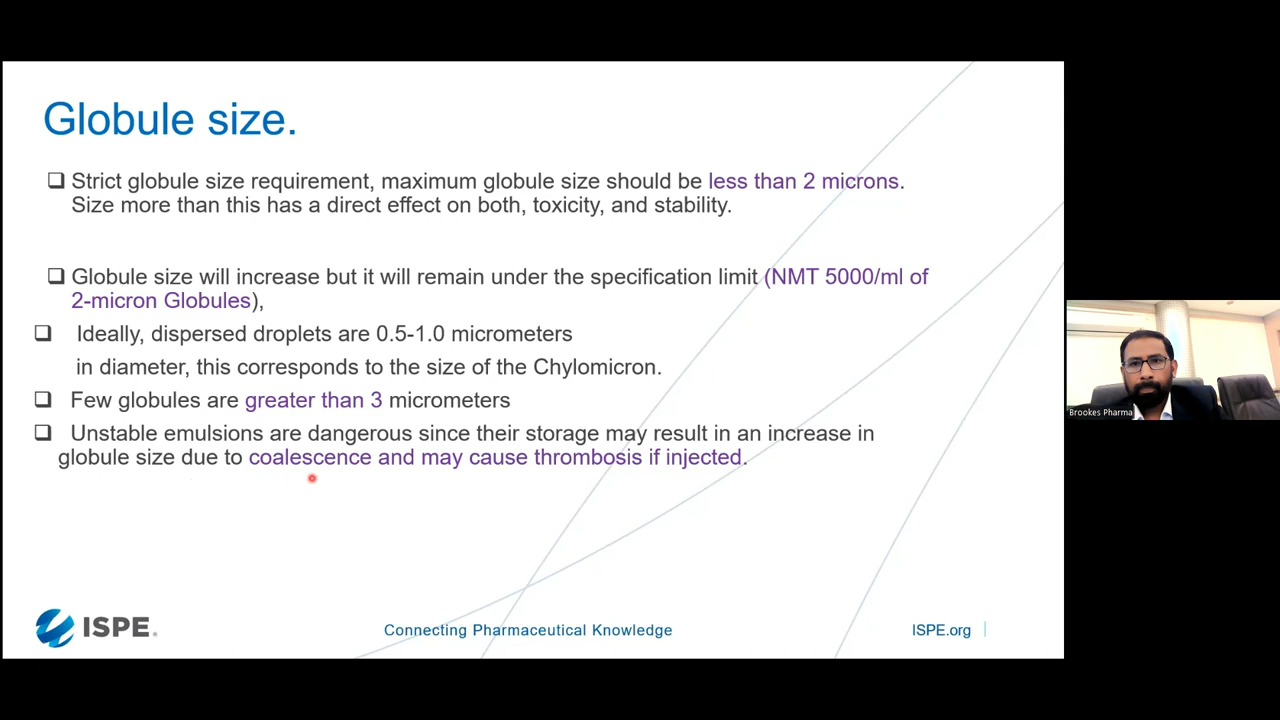 Globule size.
❑ Strict globule size requirement, maximum globule size should be less than 2 microns.
Size more than this has a direct effect on both, toxicity, and stability.
❑ Globule size will increase but it will remain under the specification limit (NMT 5000/ml of
2-micron Globules),
❑ Ideally, dispersed droplets are 0.5-1.0 micrometers
in diameter, this corresponds to the size of the Chylomicron.
❑ Few globules are greater than 3 micrometers
❑ Unstable emulsions are dangerous since their storage may result in an increase in
globule size due to coalescence and may cause thrombosis if injected.
Brookes Pharma
ISPE.
Connecting Pharmaceutical Knowledge
ISPE.org